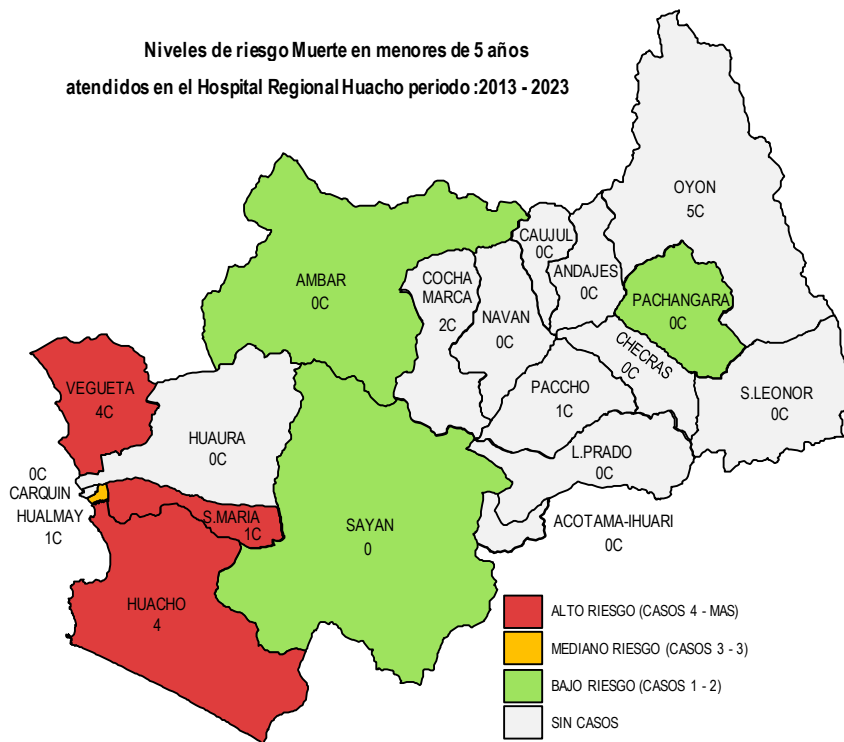 Niveles de riesgo Muerte en menores de 5 años
atendidos en el Hospital Regional Huacho periodo :2013 - 2023
OYON
5C
CAUJUL
0C
ANDAJES
0C
AMBAR
0C
COCHA
MARCA
2C
NAVAN
0C
PACHANGARA
0C
CHECRAS
0C
VEGUETA
4C
PACCHO
1C
S.LEONOR
0C
HUAURA
0C
L.PRADO
0C
0C
CARQUIN
HUALMAY
1C
S.MARIA
1C
SAYAN
0
ACOTAMA-IHUARI
0C
HUACHO
4
ALTO RIESGO (CASOS 4 - MAS)
MEDIANO RIESGO (CASOS 3 - 3)
BAJO RIESGO (CASOS 1 - 2)
SIN CASOS